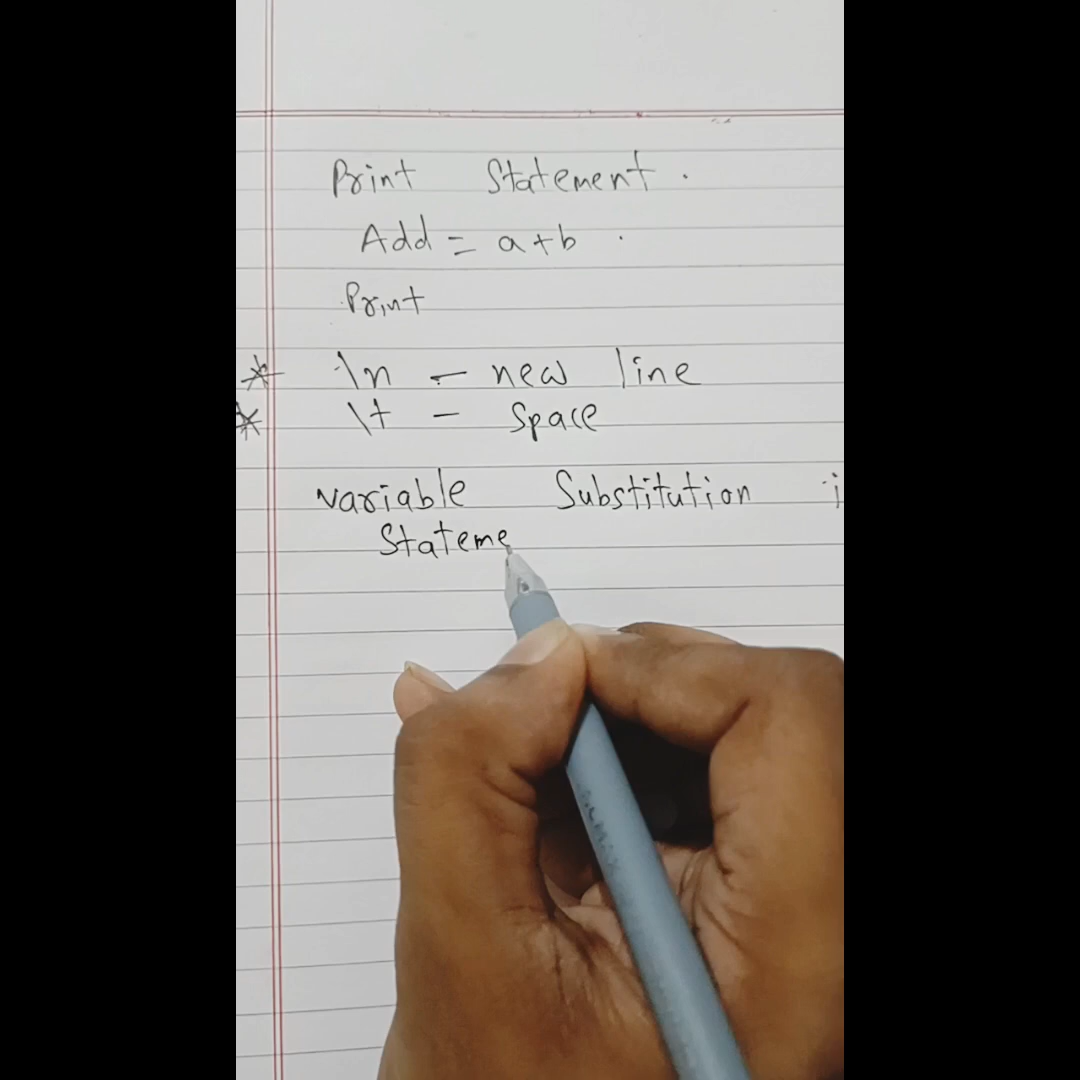 Print Statement.
Add = a+b.
Print
* \n - new line
* \t - Space
variable Substitution i
Stateme